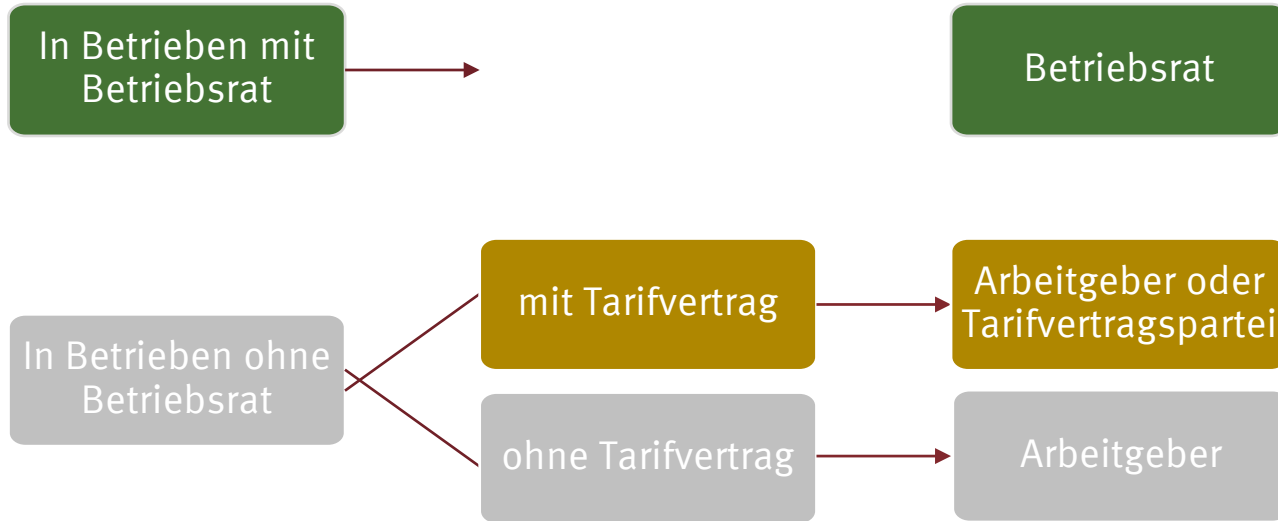 In Betrieben mit
Betriebsrat
Betriebsrat
mit Tarifvertrag
Arbeitgeber oder
Tarifvertragspartei
In Betrieben ohne
Betriebsrat
ohne Tarifvertrag
Arbeitgeber